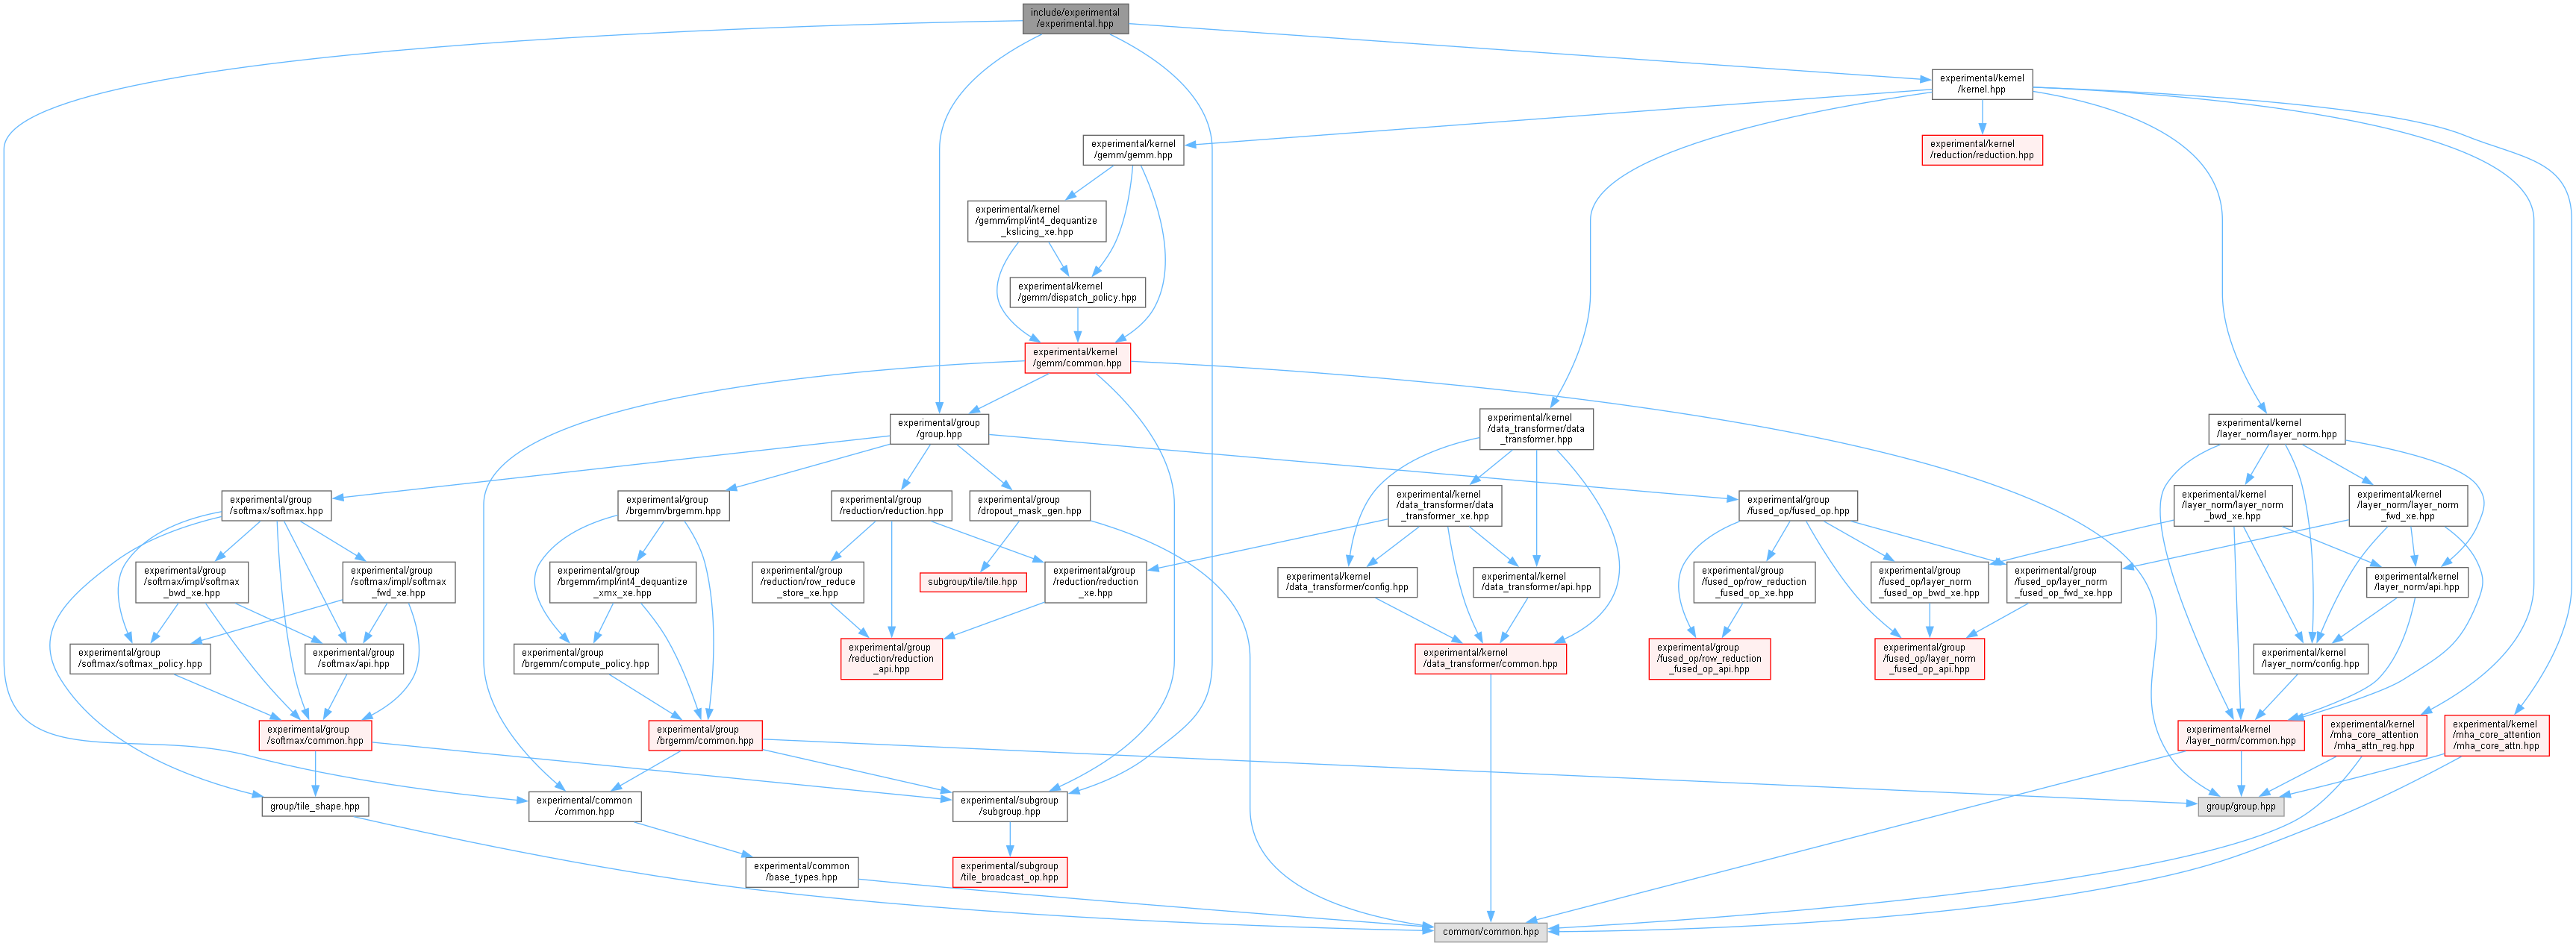 include/experimental
/experimental.hpp
experimental/kernel
/kernel.hpp
experimental/kernel
/gemm/gemm.hpp
experimental/kernel
/reduction/reduction.hpp
experimental/kernel
/gemm/impl/int4_dequantize
_kslicing_xe.hpp
experimental/kernel
/gemm/dispatch_policy.hpp
experimental/kernel
/gemm/common.hpp
experimental/group
/group.hpp
experimental/kernel
/data_transformer/data
_transformer.hpp
experimental/kernel
/layer_norm/layer_norm.hpp
experimental/group
/softmax/softmax.hpp
experimental/group
/brgemm/brgemm.hpp
experimental/group
/reduction/reduction.hpp
experimental/group
/dropout_mask_gen.hpp
experimental/kernel
/data_transformer/data
_transformer_xe.hpp
experimental/group
/fused_op/fused_op.hpp
experimental/kernel
/layer_norm/layer_norm
_bwd_xe.hpp
experimental/kernel
/layer_norm/layer_norm
_fwd_xe.hpp
experimental/group
/softmax/impl/softmax
_bwd_xe.hpp
experimental/group
/softmax/impl/softmax
_fwd_xe.hpp
experimental/group
/brgemm/impl/int4_dequantize
_xmx_xe.hpp
experimental/group
/reduction/row_reduce
_store_xe.hpp
subgroup/tile/tile.hpp
experimental/group
/reduction/reduction
_xe.hpp
experimental/kernel
/data_transformer/config.hpp
experimental/kernel
/data_transformer/api.hpp
experimental/group
/fused_op/row_reduction
_fused_op_xe.hpp
experimental/group
/fused_op/layer_norm
_fused_op_bwd_xe.hpp
experimental/group
/fused_op/layer_norm
_fused_op_fwd_xe.hpp
experimental/kernel
/layer_norm/api.hpp
experimental/group
/softmax/softmax_policy.hpp
experimental/group
/softmax/api.hpp
experimental/group
/brgemm/compute_policy.hpp
experimental/group
/reduction/reduction
_api.hpp
experimental/kernel
/data_transformer/common.hpp
experimental/group
/fused_op/row_reduction
_fused_op_api.hpp
experimental/group
/fused_op/layer_norm
_fused_op_api.hpp
experimental/kernel
/layer_norm/config.hpp
experimental/group
/softmax/common.hpp
experimental/group
/brgemm/common.hpp
experimental/kernel
/layer_norm/common.hpp
experimental/kernel
/mha_core_attention
/mha_attn_reg.hpp
experimental/kernel
/mha_core_attention
/mha_core_attn.hpp
group/tile_shape.hpp
experimental/common
/common.hpp
experimental/subgroup
/subgroup.hpp
group/group.hpp
experimental/common
/base_types.hpp
experimental/subgroup
/tile_broadcast_op.hpp
common/common.hpp